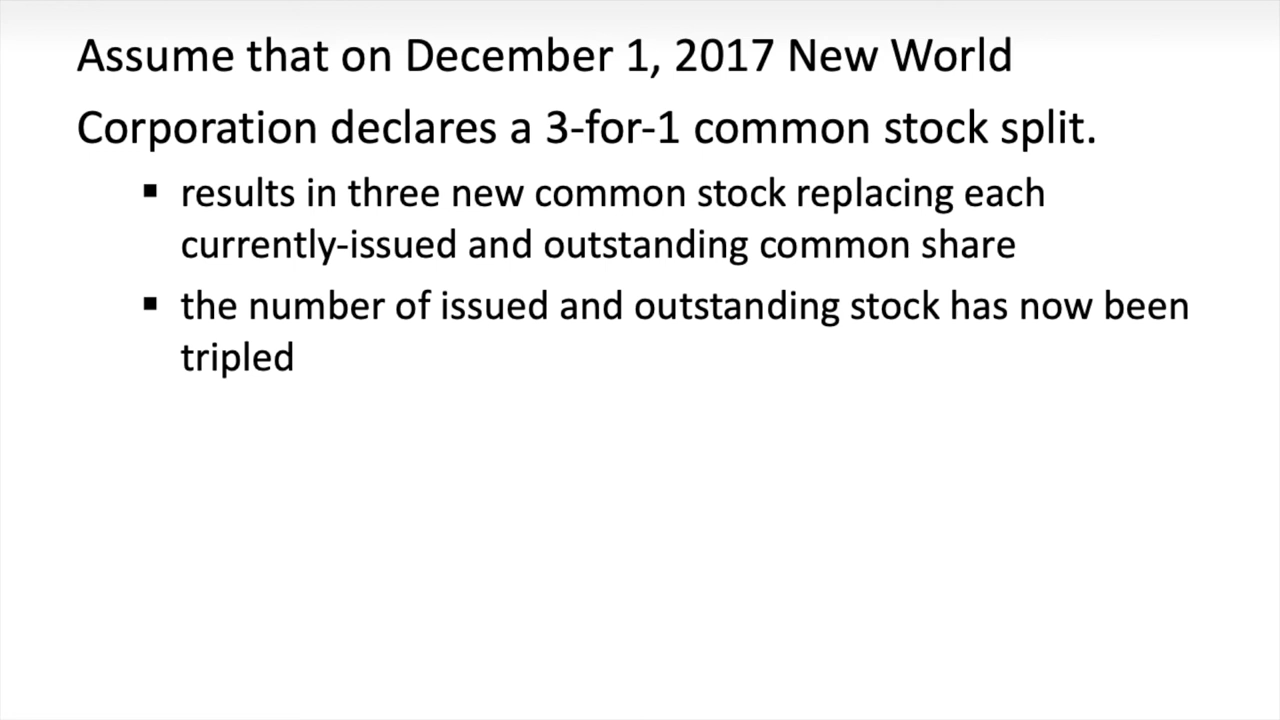 Assume that on December 1, 2017 New World
Corporation declares a 3-for-1 common stock split.
▪ results in three new common stock replacing each
currently-issued and outstanding common share
▪ the number of issued and outstanding stock has now been
tripled